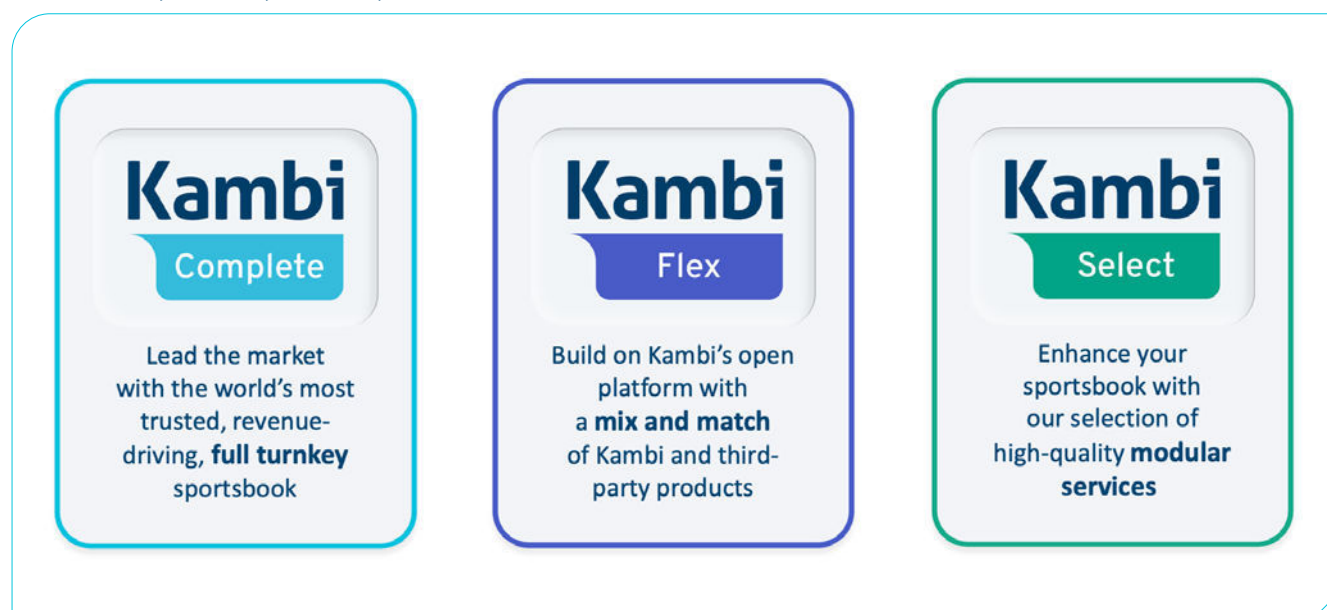 Kambi
Complete
Lead the market
with the world's most
trusted, revenue-
driving, full turnkey
sportsbook
Kambi
Flex
Build on Kambi's open
platform with
a mix and match
of Kambi and third-
party products
Kambi
Select
Enhance your
sportsbook with
our selection of
high-quality modular
services